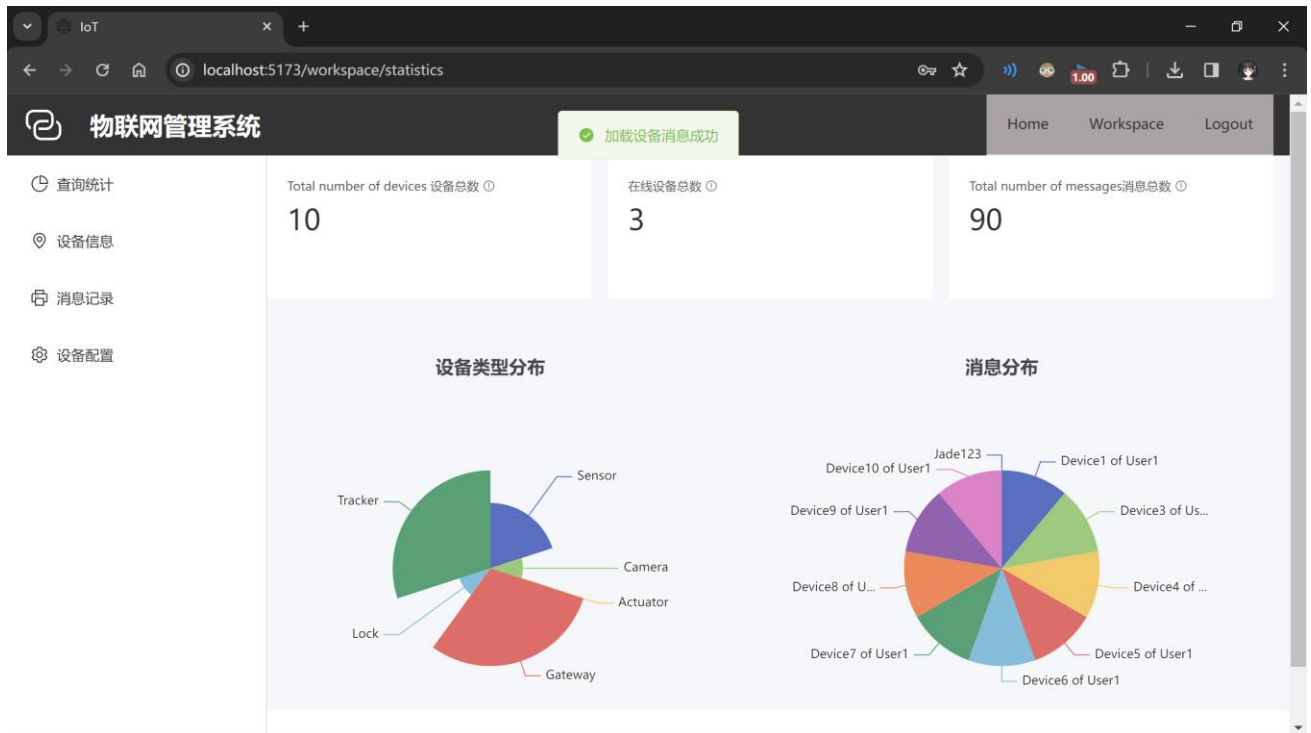 IoT
localhost:5173/workspace/statistics
1.00
物联网管理系统
加载设备消息成功
Home Workspace Logout
查询统计
设备信息
消息记录
设备配置
Total number of devices 设备总数
10
在线设备总数
3
Total number of messages消息总数
90
设备类型分布
Sensor
Tracker
Camera
Actuator
Lock
Gateway
消息分布
Jade123
Device1 of User1
Device10 of User1
Device9 of User1
Device3 of Us...
Device8 of U...
Device4 of ...
Device7 of User1
Device5 of User1
Device6 of User1